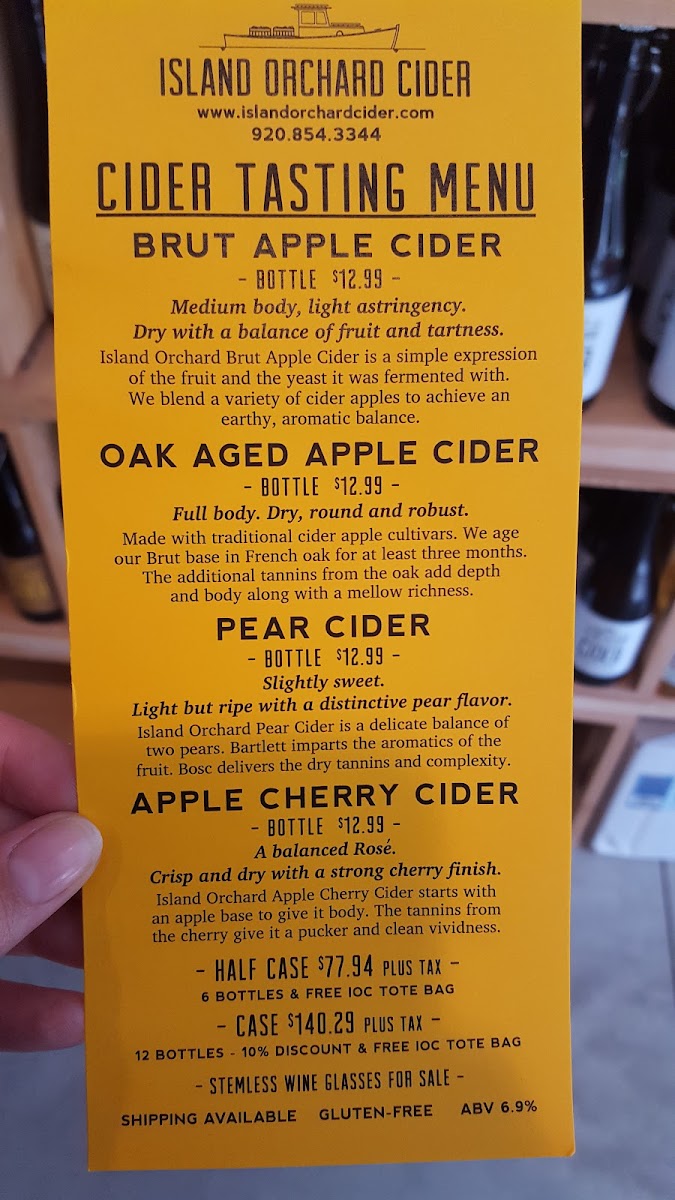 ISLAND ORCHARD CIDER
www.islandorchardcider.com
920.854.3344
CIDER TASTING MENU
BRUT APPLE CIDER
- BOTTLE $12.99 -
Medium body, light astringency.
Dry with a balance of fruit and tartness.
Island Orchard Brut Apple Cider is a simple expression
of the fruit and the yeast it was fermented with.
We blend a variety of cider apples to achieve an
earthy, aromatic balance.
OAK AGED APPLE CIDER
- BOTTLE $12.99 -
Full body. Dry, round and robust.
Made with traditional cider apple cultivars. We age
our Brut base in French oak for at least three months.
The additional tannins from the oak add depth
and body along with a mellow richness.
PEAR CIDER
- BOTTLE $12.99 -
Slightly sweet.
Light but ripe with a distinctive pear flavor.
Island Orchard Pear Cider is a delicate balance of
two pears. Bartlett imparts the aromatics of the
fruit. Bosc delivers the dry tannins and complexity.
APPLE CHERRY CIDER
- BOTTLE $12.99 -
A balanced Rosé.
Crisp and dry with a strong cherry finish.
Island Orchard Apple Cherry Cider starts with
an apple base to give it body. The tannins from
the cherry give it a pucker and clean vividness.
- HALF CASE $77.94 PLUS TAX -
6 BOTTLES & FREE IOC TOTE BAG
- CASE $140.29 PLUS TAX -
12 BOTTLES - 10% DISCOUNT & FREE IOC TOTE BAG
- STEMLESS WINE GLASSES FOR SALE -
SHIPPING AVAILABLE GLUTEN-FREE ABV 6.9%